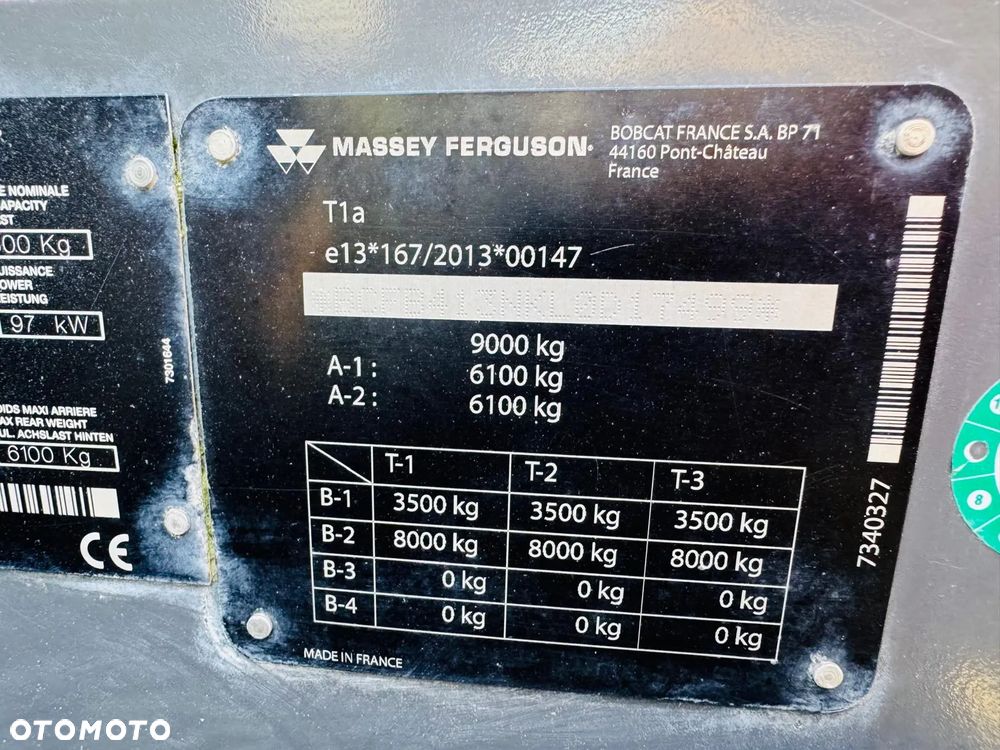 E NOMINALE
APACITY
ST
00 Kg
UISSANCE
OWER
EISTUNG
97 kW
7301644
OIDS MAXI ARRIERE
AX REAR WEIGHT
UL. ACHSLAST HINTEN
6100 Kg
CE
MASSEY FERGUSON
BOBCAT FRANCE S.A. BP 71
44160 Pont-Château
France
T1a
e13*167/2013*00147
9000 kg
A-1 : 6100 kg
A-2 : 6100 kg
T-1 T-2 T-3
B-1 3500 kg 3500 kg 3500 kg
B-2 8000 kg 8000 kg 8000 kg
B-3 0 kg 0 kg 0 kg
B-4 0 kg 0 kg 0 kg
MADE IN FRANCE
7340327
8
OTOMOTO